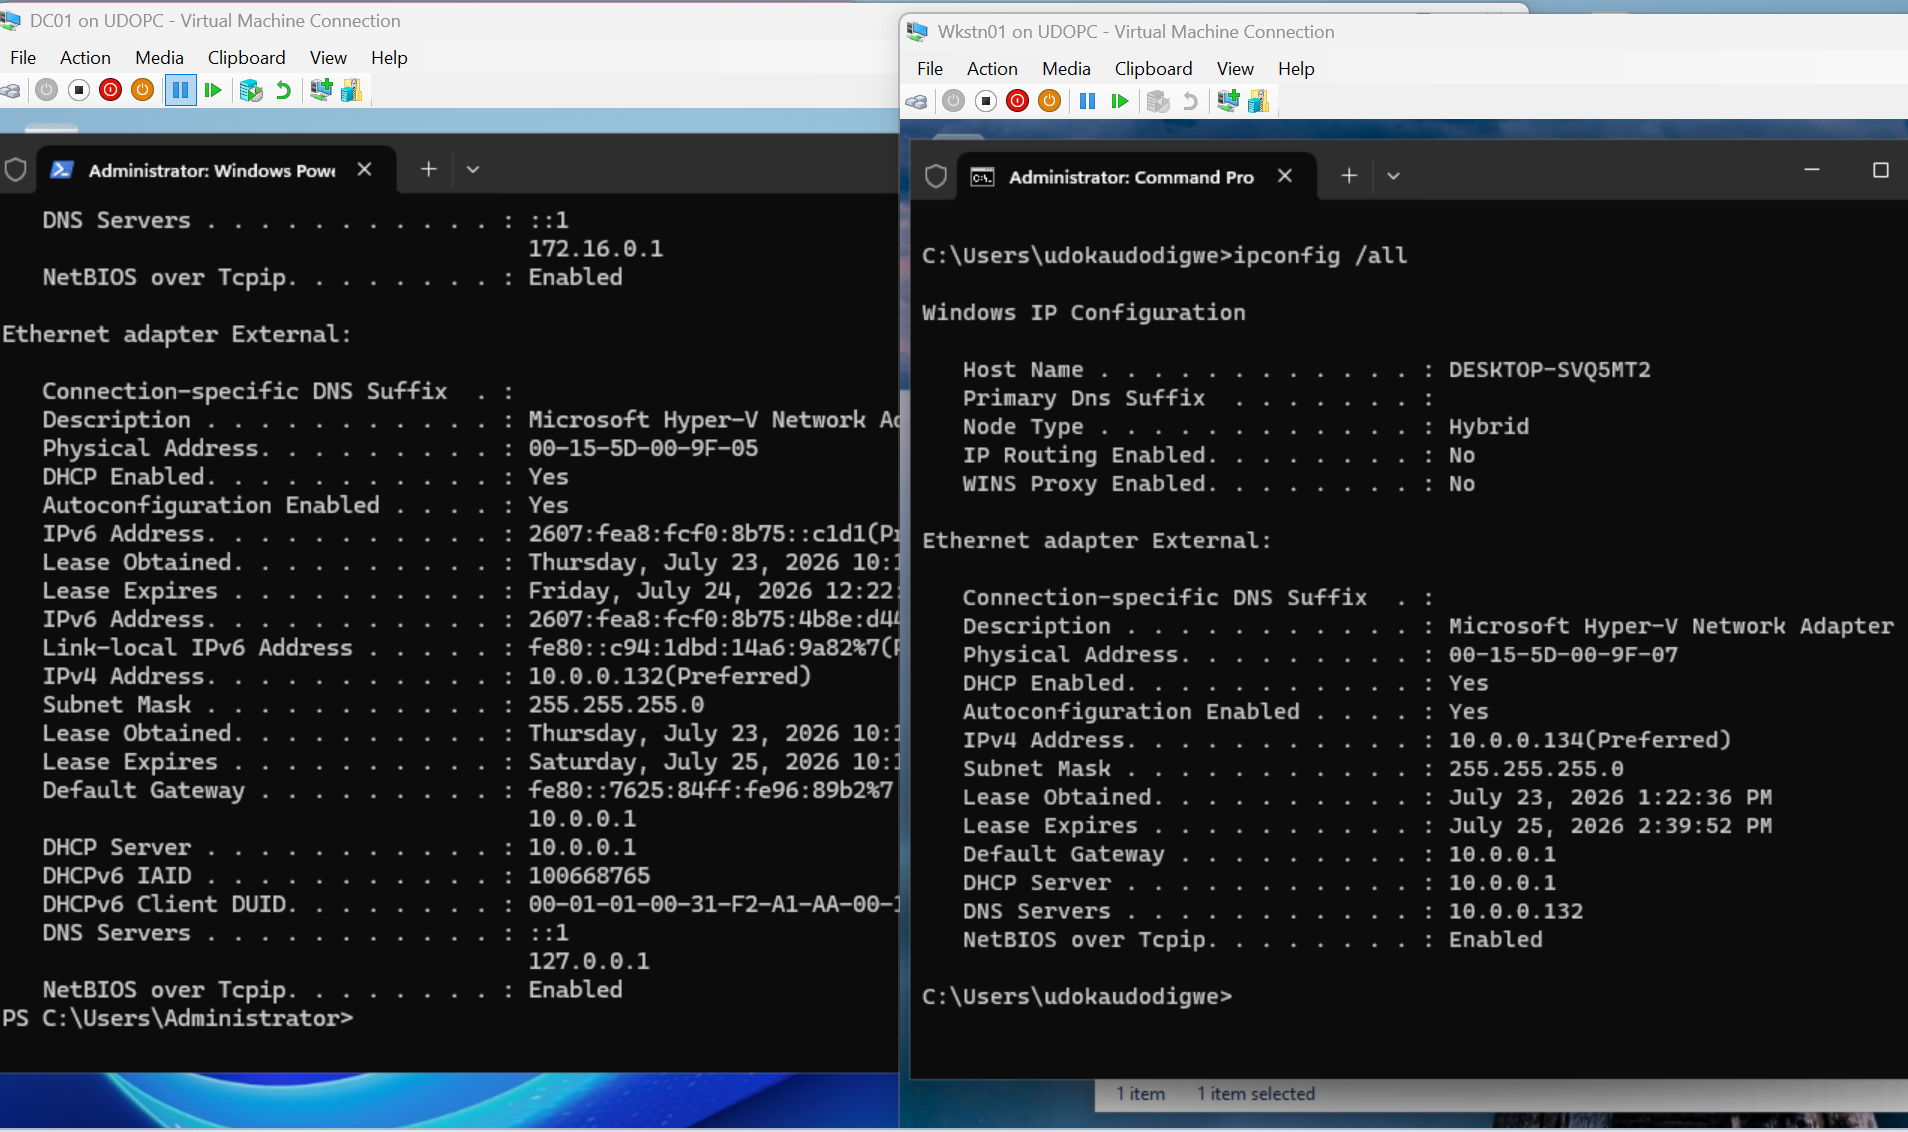 DC01 on UDOPC - Virtual Machine Connection
File Action Media Clipboard View Help
Administrator: Windows Powe
DNS Servers . . . . . . . . . . . : ::1
172.16.0.1
NetBIOS over Tcpip. . . . . . . . : Enabled
Ethernet adapter External:
Connection-specific DNS Suffix  . :
Description . . . . . . . . . . . : Microsoft Hyper-V Network
Physical Address. . . . . . . . . : 00-15-5D-00-9F-05
DHCP Enabled. . . . . . . . . . . : Yes
Autoconfiguration Enabled . . . . : Yes
IPv6 Address. . . . . . . . . . . : 2607:fea8:fcf0:8b75::c1d1(P
Lease Obtained. . . . . . . . . . : Thursday, July 23, 2026 10:1
Lease Expires . . . . . . . . . . : Friday, July 24, 2026 12:22:
IPv6 Address. . . . . . . . . . . : 2607:fea8:fcf0:8b75:4b8e:d44
Link-local IPv6 Address . . . . . : fe80::c94:1dbd:14a6:9a82%7(P
IPv4 Address. . . . . . . . . . . : 10.0.0.132(Preferred)
Subnet Mask . . . . . . . . . . . : 255.255.255.0
Lease Obtained. . . . . . . . . . : Thursday, July 23, 2026 10:1
Lease Expires . . . . . . . . . . : Saturday, July 25, 2026 10:1
Default Gateway . . . . . . . . . : fe80::7625:84ff:fe96:89b2%7
10.0.0.1
DHCP Server . . . . . . . . . . . : 10.0.0.1
DHCPv6 IAID . . . . . . . . . . . : 100668765
DHCPv6 Client DUID. . . . . . . . : 00-01-01-00-31-F2-A1-AA-00-1
DNS Servers . . . . . . . . . . . : ::1
127.0.0.1
NetBIOS over Tcpip. . . . . . . . : Enabled
PS C:\Users\Administrator>
Wkstn01 on UDOPC - Virtual Machine Connection
File Action Media Clipboard View Help
Administrator: Command Pro
C:\Users\udokaudodigwe>ipconfig /all
Windows IP Configuration
Host Name . . . . . . . . . . . . : DESKTOP-SVQ5MT2
Primary Dns Suffix  . . . . . . . :
Node Type . . . . . . . . . . . . : Hybrid
IP Routing Enabled. . . . . . . . : No
WINS Proxy Enabled. . . . . . . . : No
Ethernet adapter External:
Connection-specific DNS Suffix  . :
Description . . . . . . . . . . . : Microsoft Hyper-V Network Adapter
Physical Address. . . . . . . . . : 00-15-5D-00-9F-07
DHCP Enabled. . . . . . . . . . . : Yes
Autoconfiguration Enabled . . . . : Yes
IPv4 Address. . . . . . . . . . . : 10.0.0.134(Preferred)
Subnet Mask . . . . . . . . . . . : 255.255.255.0
Lease Obtained. . . . . . . . . . : July 23, 2026 1:22:36 PM
Lease Expires . . . . . . . . . . : July 25, 2026 2:39:52 PM
Default Gateway . . . . . . . . . : 10.0.0.1
DHCP Server . . . . . . . . . . . : 10.0.0.1
DNS Servers . . . . . . . . . . . : 10.0.0.132
NetBIOS over Tcpip. . . . . . . . : Enabled
C:\Users\udokaudodigwe>
1 item 1 item selected